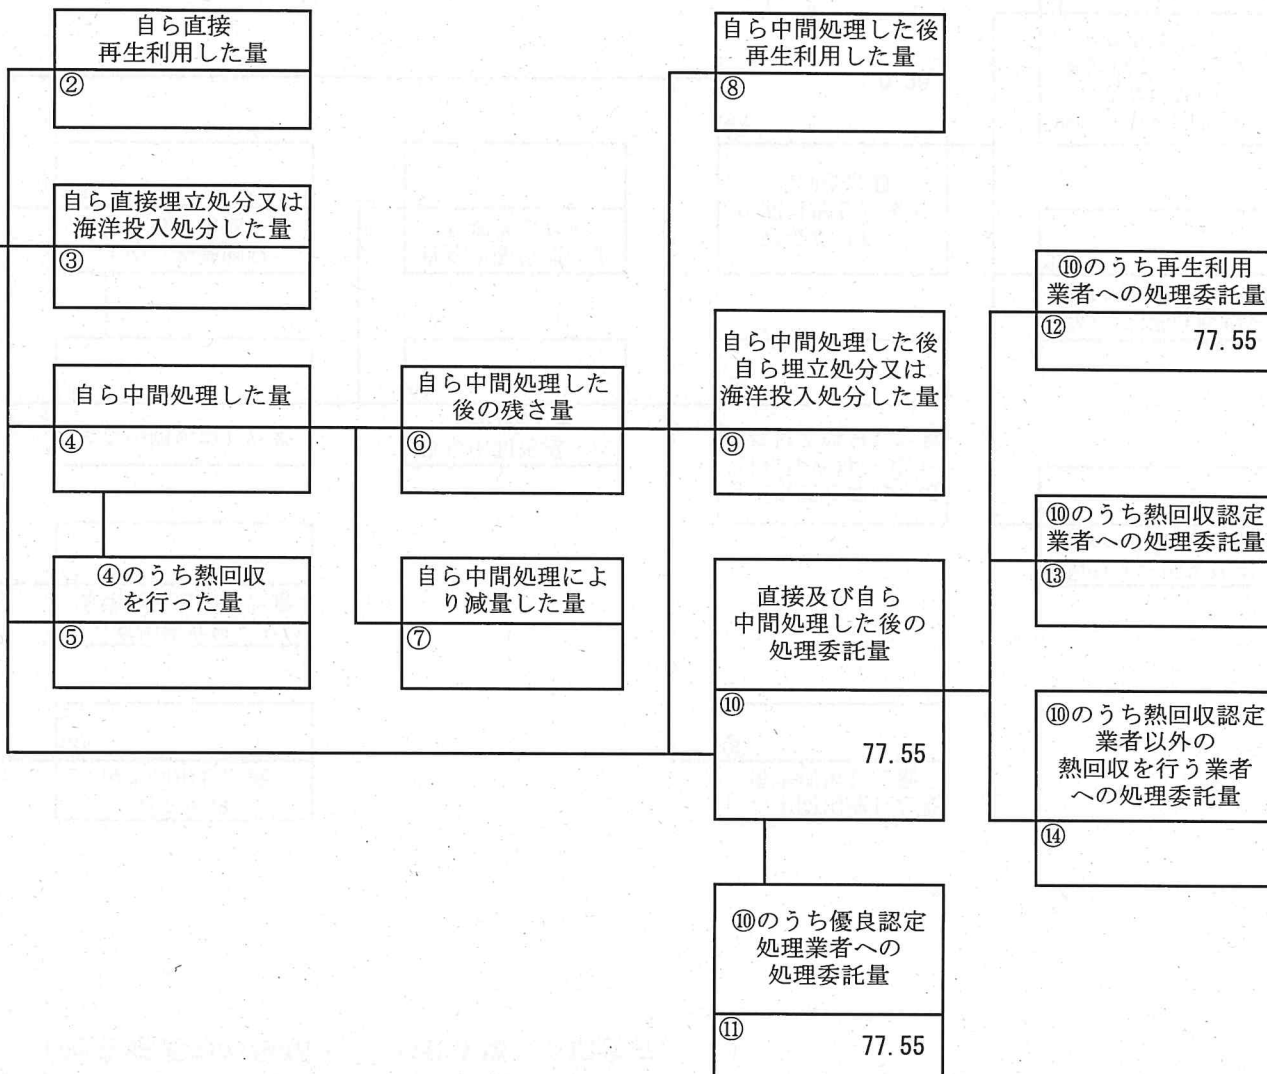 自ら直接
再生利用した量
②
自ら直接埋立処分又は
海洋投入処分した量
③
自ら中間処理した量
④
④のうち熱回収
を行った量
⑤
自ら中間処理した
後の残さ量
⑥
自ら中間処理によ
り減量した量
⑦
自ら中間処理した後
再生利用した量
⑧
自ら中間処理した後
自ら埋立処分又は
海洋投入処分した量
⑨
直接及び自ら
中間処理した後の
処理委託量
⑩
77.55
⑩のうち優良認定
処理業者への
処理委託量
⑪
77.55
⑩のうち再生利用
業者への処理委託量
⑫
77.55
⑩のうち熱回収認定
業者への処理委託量
⑬
⑩のうち熱回収認定
業者以外の
熱回収を行う業者
への処理委託量
⑭